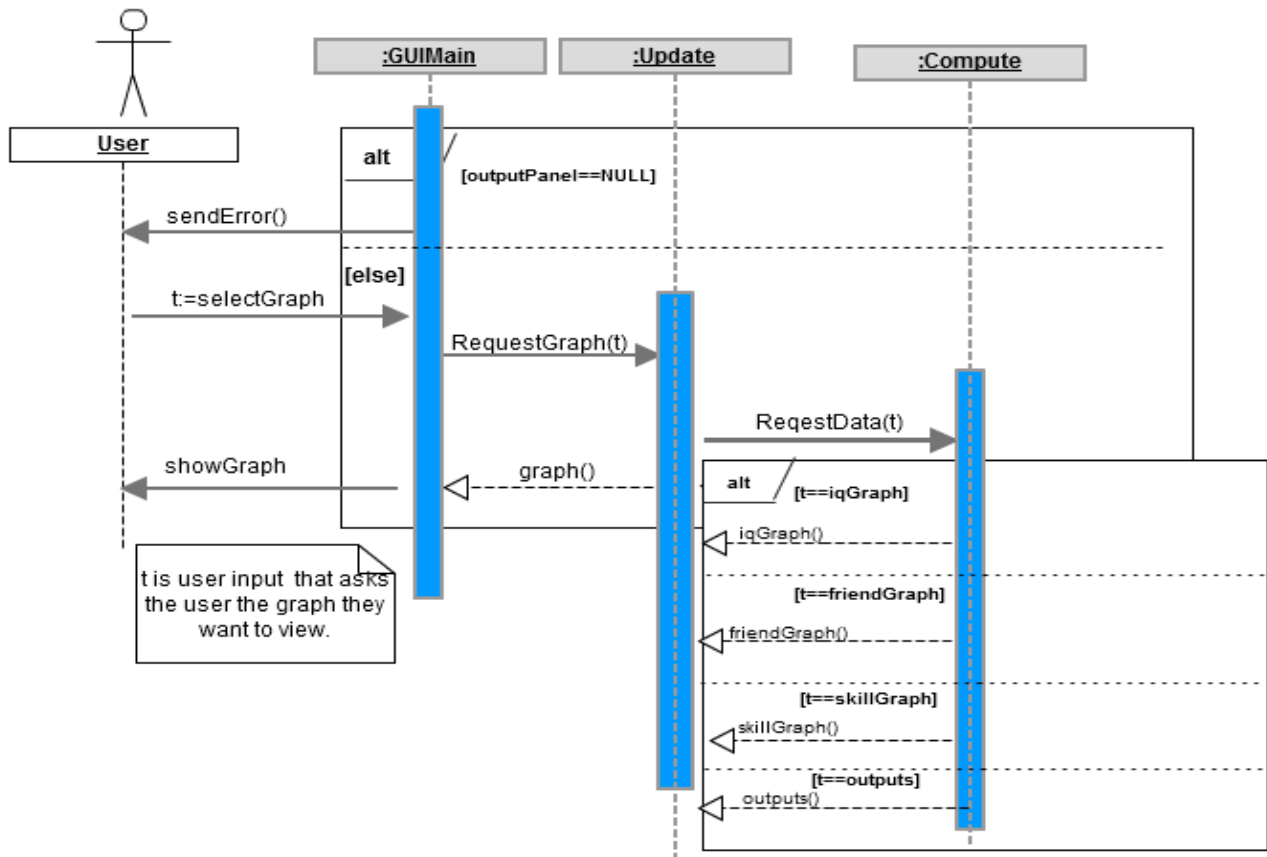 :GUIMain
:Update
:Compute
User
alt
[outputPanel==NULL]
sendError()
[else]
t:=selectGraph
RequestGraph(t)
ReqestData(t)
showGraph
graph()
alt
[t==iqGraph]
iqGraph()
t is user input that asks
the user the graph they
want to view.
[t==friendGraph]
friendGraph()
[t==skillGraph]
skillGraph()
[t==outputs]
outputs()